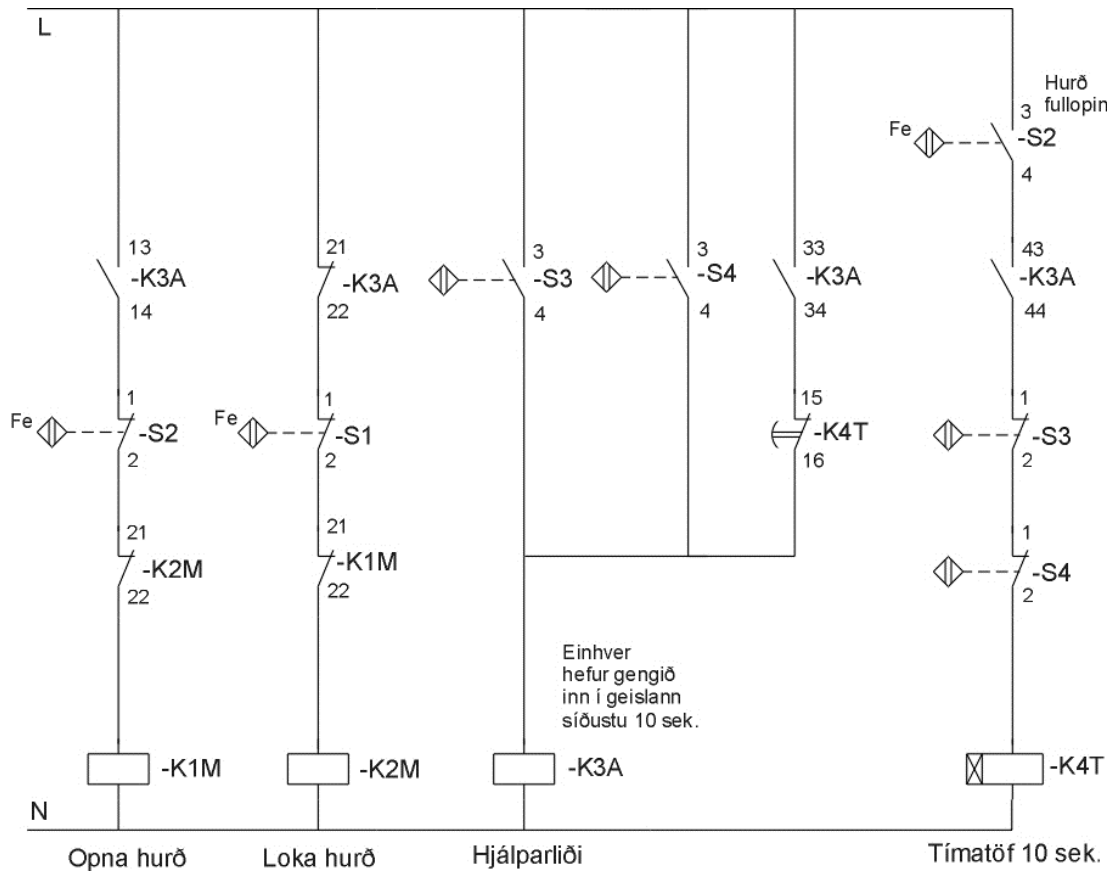 L
Hurð
fullopin
3
Fe
-S2
4
13
-K3A
14
21
-K3A
22
3
-S3
4
3
-S4
4
33
-K3A
34
43
-K3A
44
Fe
1
-S2
2
Fe
1
-S1
2
15
-K4T
16
1
-S3
2
21
-K2M
22
21
-K1M
22
1
-S4
2
Einhver
hefur gengið
inn í geislann
síðustu 10 sek.
-K1M
-K2M
-K3A
-K4T
N
Opna hurð
Loka hurð
Hjálparliði
Tímatöf 10 sek.